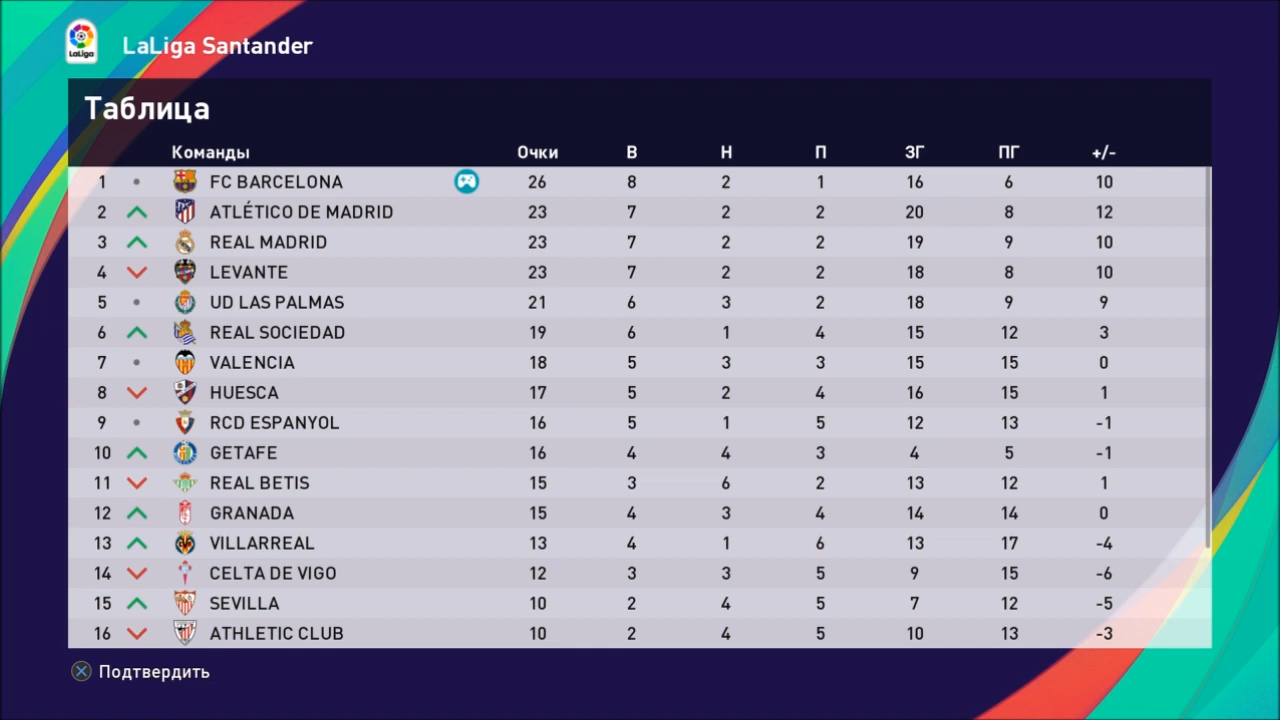 LaLiga
LaLiga Santander
Таблица
Команды Очки В Н П ЗГ ПГ +/-
1 FC BARCELONA 26 8 2 1 16 6 10
2 ATLÉTICO DE MADRID 23 7 2 2 20 8 12
3 REAL MADRID 23 7 2 2 19 9 10
4 LEVANTE 23 7 2 2 18 8 10
5 UD LAS PALMAS 21 6 3 2 18 9 9
6 REAL SOCIEDAD 19 6 1 4 15 12 3
7 VALENCIA 18 5 3 3 15 15 0
8 HUESCA 17 5 2 4 16 15 1
9 RCD ESPANYOL 16 5 1 5 12 13 -1
10 GETAFE 16 4 4 3 4 5 -1
11 REAL BETIS 15 3 6 2 13 12 1
12 GRANADA 15 4 3 4 14 14 0
13 VILLARREAL 13 4 1 6 13 17 -4
14 CELTA DE VIGO 12 3 3 5 9 15 -6
15 SEVILLA 10 2 4 5 7 12 -5
16 ATHLETIC CLUB 10 2 4 5 10 13 -3
Подтвердить